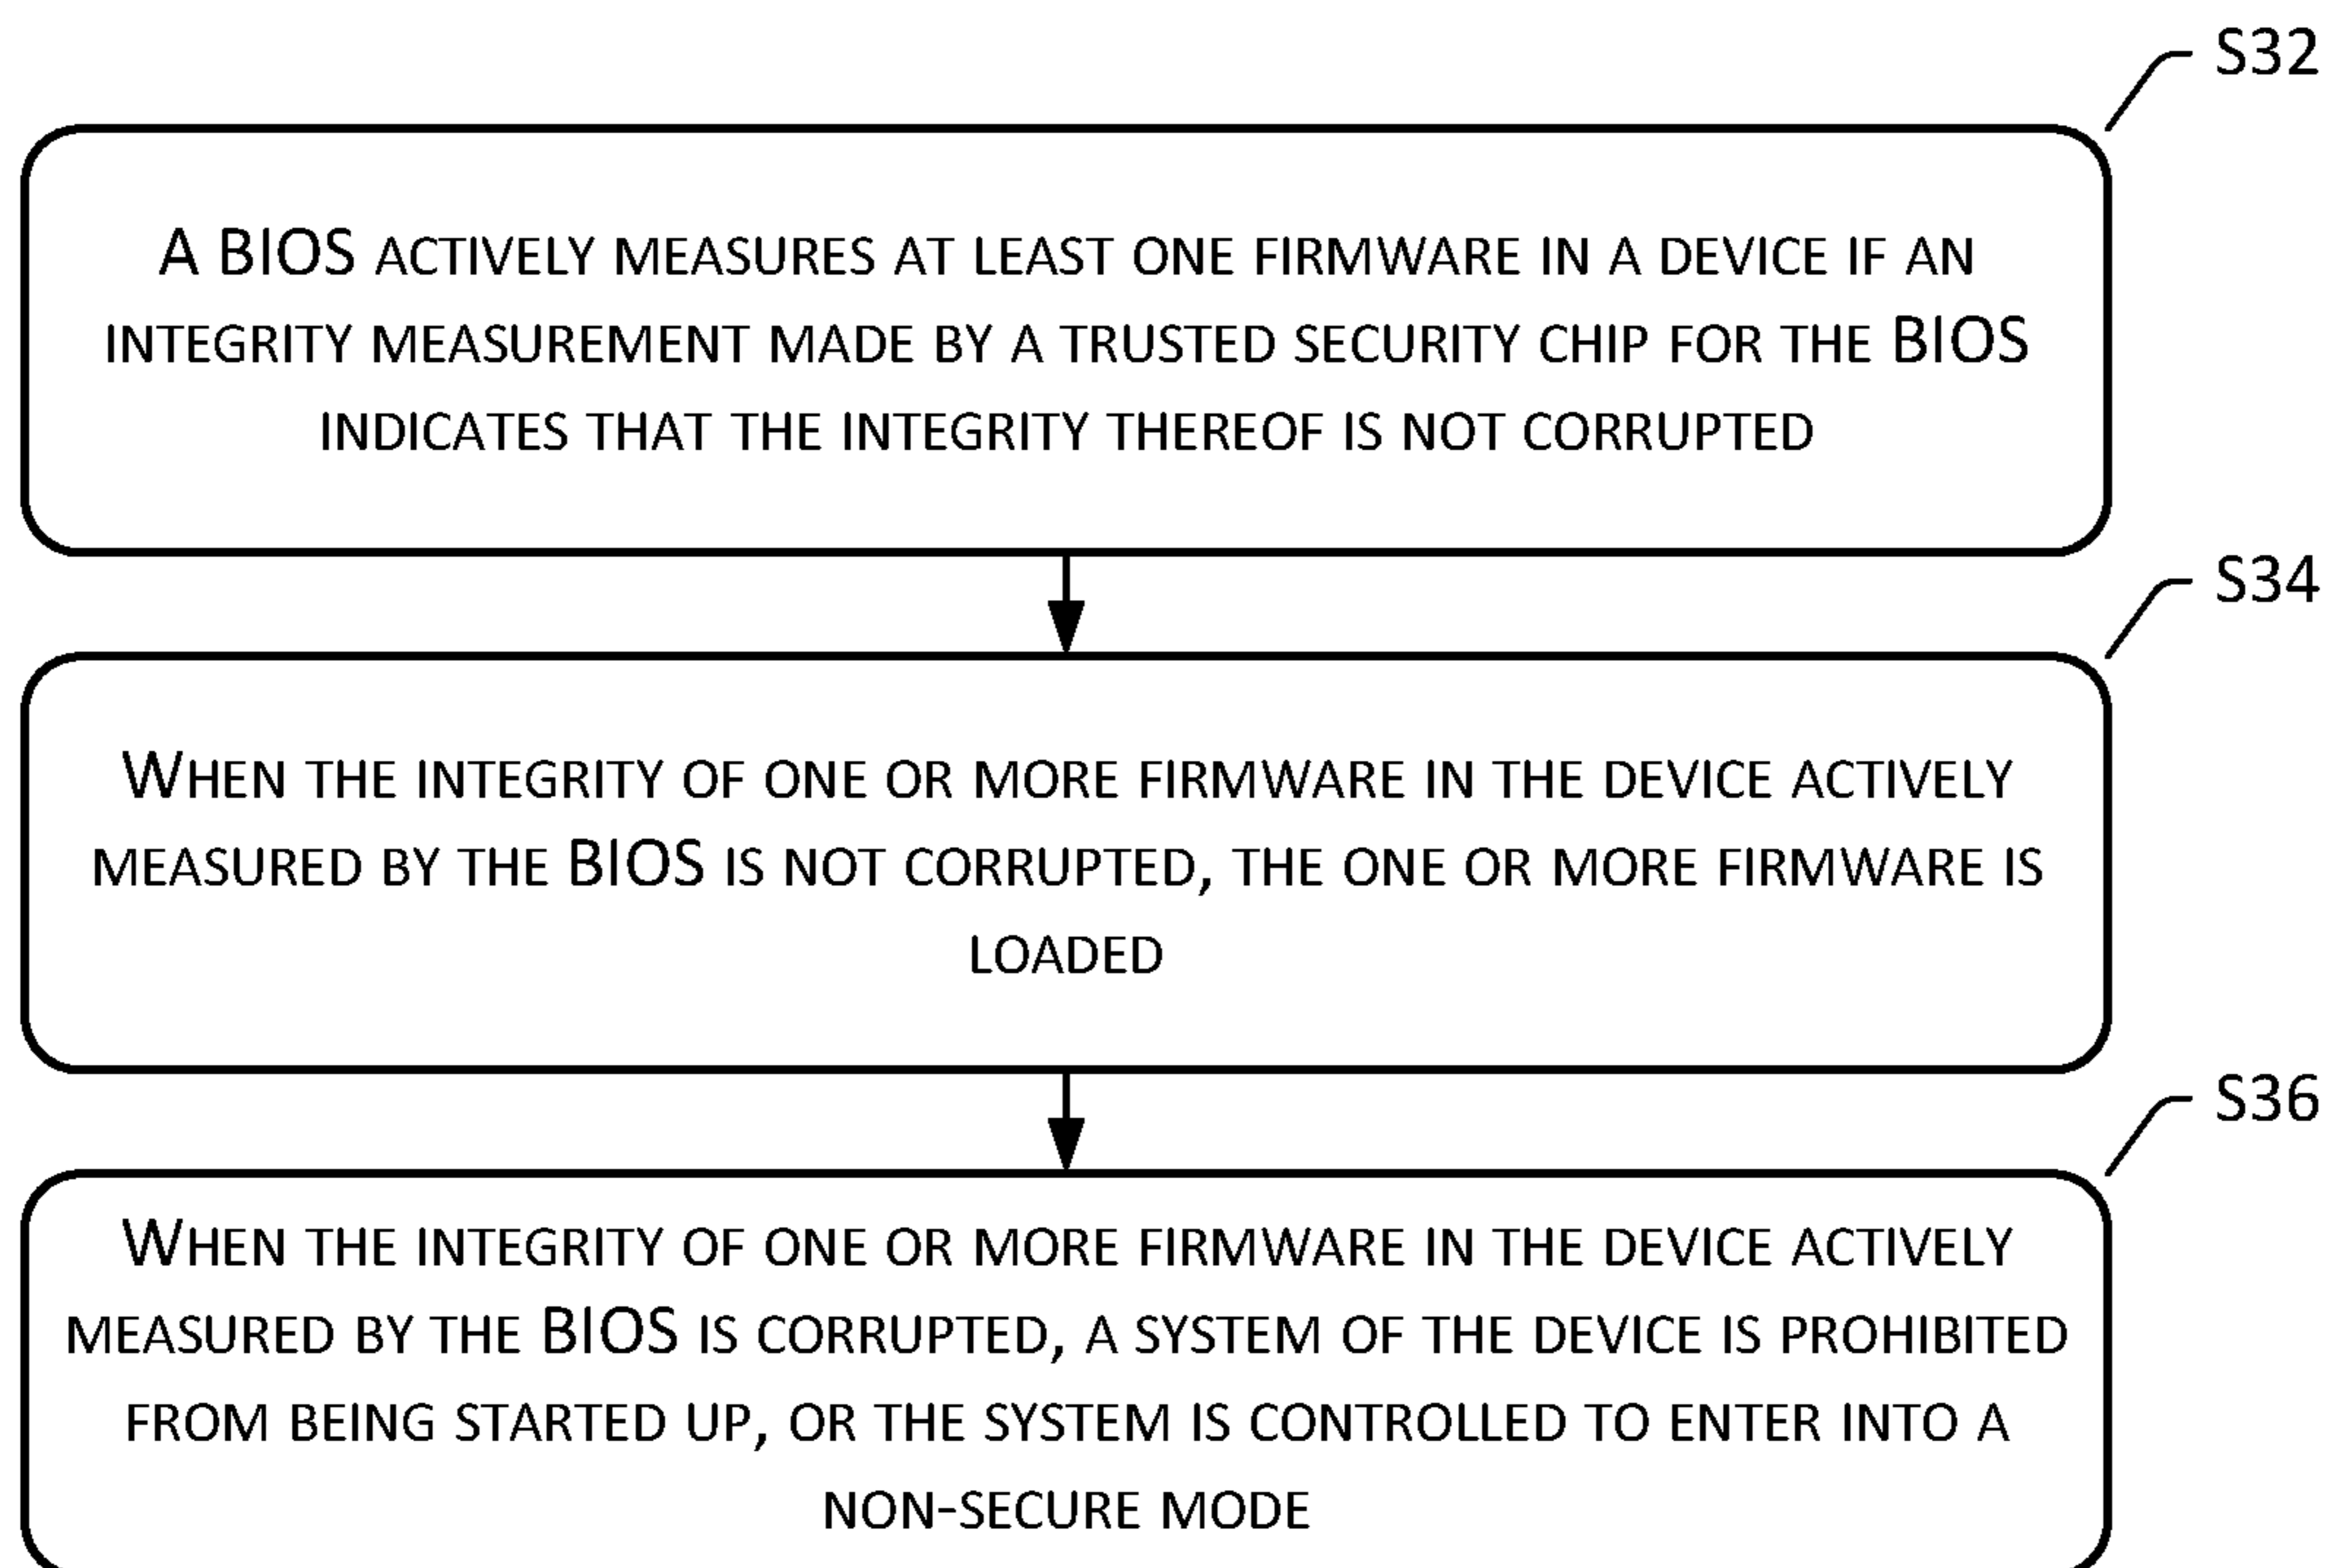 S32
A BIOS ACTIVELY MEASURES AT LEAST ONE FIRMWARE IN A DEVICE IF AN
INTEGRITY MEASUREMENT MADE BY A TRUSTED SECURITY CHIP FOR THE BIOS
INDICATES THAT THE INTEGRITY THEREOF IS NOT CORRUPTED
S34
WHEN THE INTEGRITY OF ONE OR MORE FIRMWARE IN THE DEVICE ACTIVELY
MEASURED BY THE BIOS IS NOT CORRUPTED, THE ONE OR MORE FIRMWARE IS
LOADED
S36
WHEN THE INTEGRITY OF ONE OR MORE FIRMWARE IN THE DEVICE ACTIVELY
MEASURED BY THE BIOS IS CORRUPTED, A SYSTEM OF THE DEVICE IS PROHIBITED
FROM BEING STARTED UP, OR THE SYSTEM IS CONTROLLED TO ENTER INTO A
NON-SECURE MODE